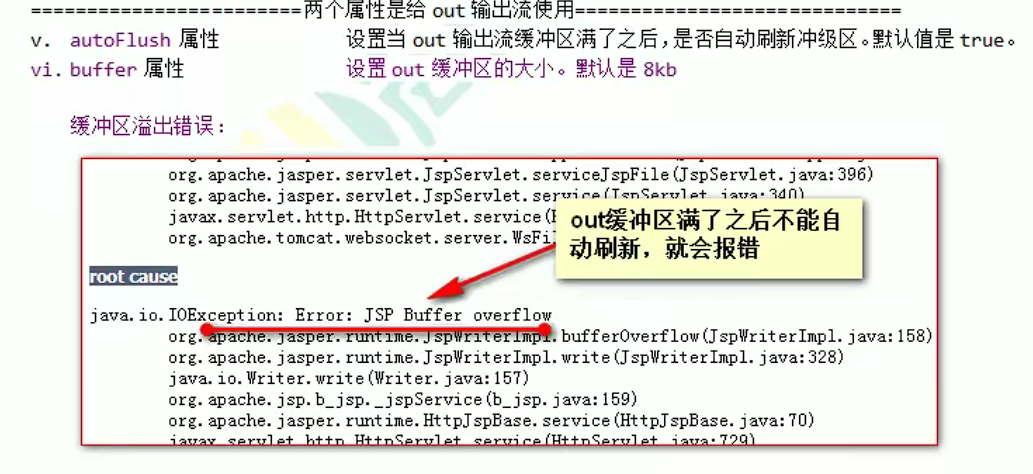 ========================两个属性是给 out 输出流使用=============================
v. autoFlush 属性 设置当 out 输出流缓冲区满了之后，是否自动刷新冲级区。默认值是 true。
vi. buffer 属性 设置 out 缓冲区的大小。默认是 8kb
缓冲区溢出错误：
org.apache.jasper.servlet.JspServlet.serviceJspFile(JspServlet.java:396)
org.apache.jasper.servlet.JspServlet.service(JspServlet.java:340)
javax.servlet.http.HttpServlet.service(
org.apache.tomcat.websocket.server.WsFi
out缓冲区满了之后不能自
动刷新，就会报错
root cause
java.io.IOException: Error: JSP Buffer overflow
org.apache.jasper.runtime.JspWriterImpl.bufferOverflow(JspWriterImpl.java:158)
org.apache.jasper.runtime.JspWriterImpl.write(JspWriterImpl.java:328)
java.io.Writer.write(Writer.java:157)
org.apache.jsp.b_jsp._jspService(b_jsp.java:159)
org.apache.jasper.runtime.HttpJspBase.service(HttpJspBase.java:70)
javax.servlet.http.HttpServlet.service(HttpServlet.java:729)